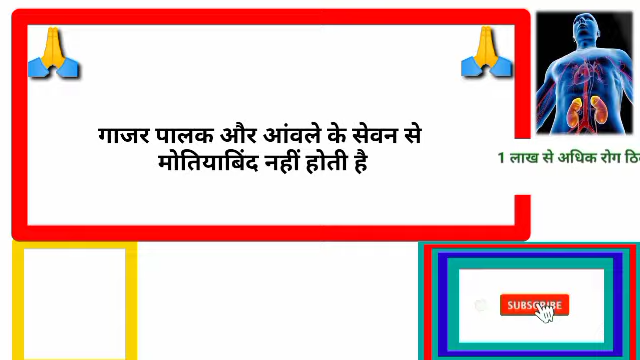 गाजर पालक और आंवले के सेवन से
मोतियाबिंद नहीं होती है
1 लाख से अधिक रोग
SUBSCRIBE